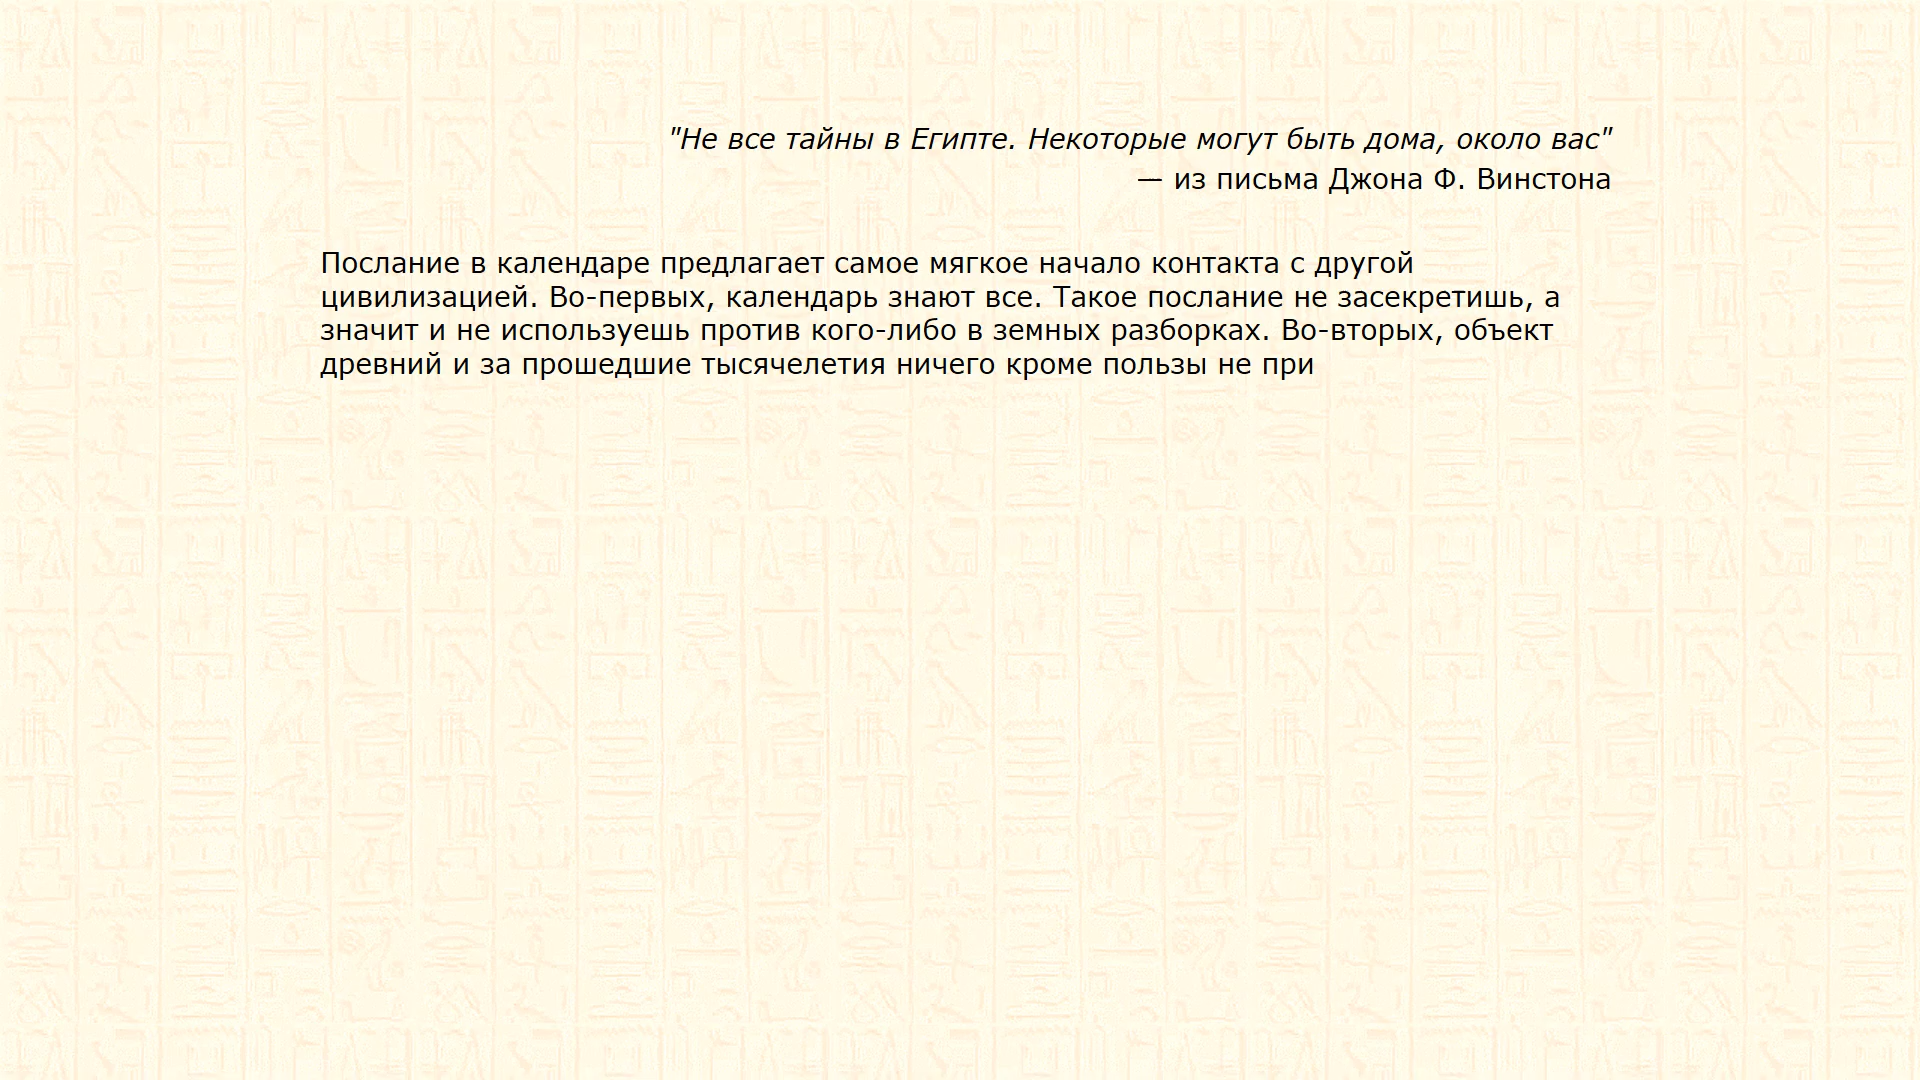 "Не все тайны в Египте. Некоторые могут быть дома, около вас"
— из письма Джона Ф. Винстона
Послание в календаре предлагает самое мягкое начало контакта с другой
цивилизацией. Во-первых, календарь знают все. Такое послание не засекретишь, а
значит и не используешь против кого-либо в земных разборках. Во-вторых, объект
древний и за прошедшие тысячелетия ничего кроме пользы не при